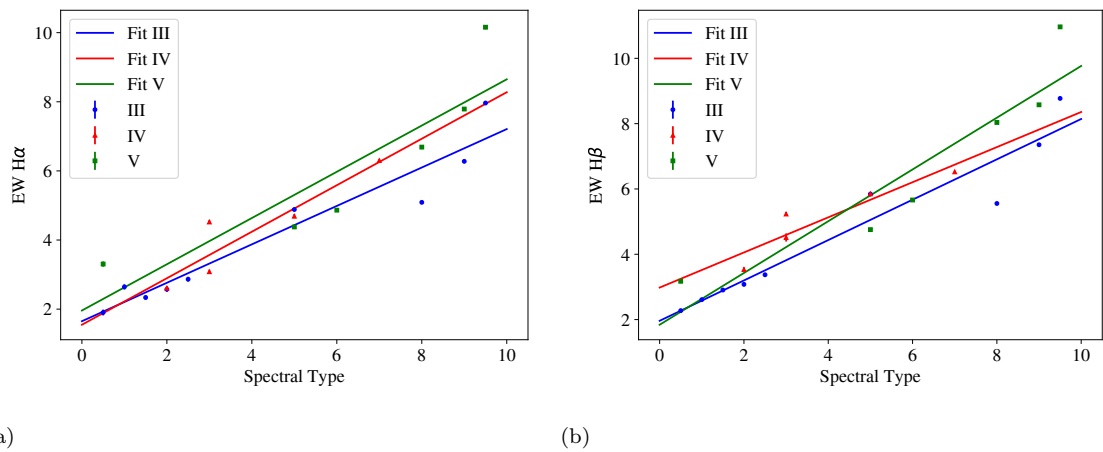 Fit III
Fit IV
Fit V
III
IV
V
10
8
6
4
2
EW Hα
0
2
4
6
8
10
Spectral Type
a)
Fit III
Fit IV
Fit V
III
IV
V
10
8
6
4
2
EW Hβ
0
2
4
6
8
10
Spectral Type
(b)